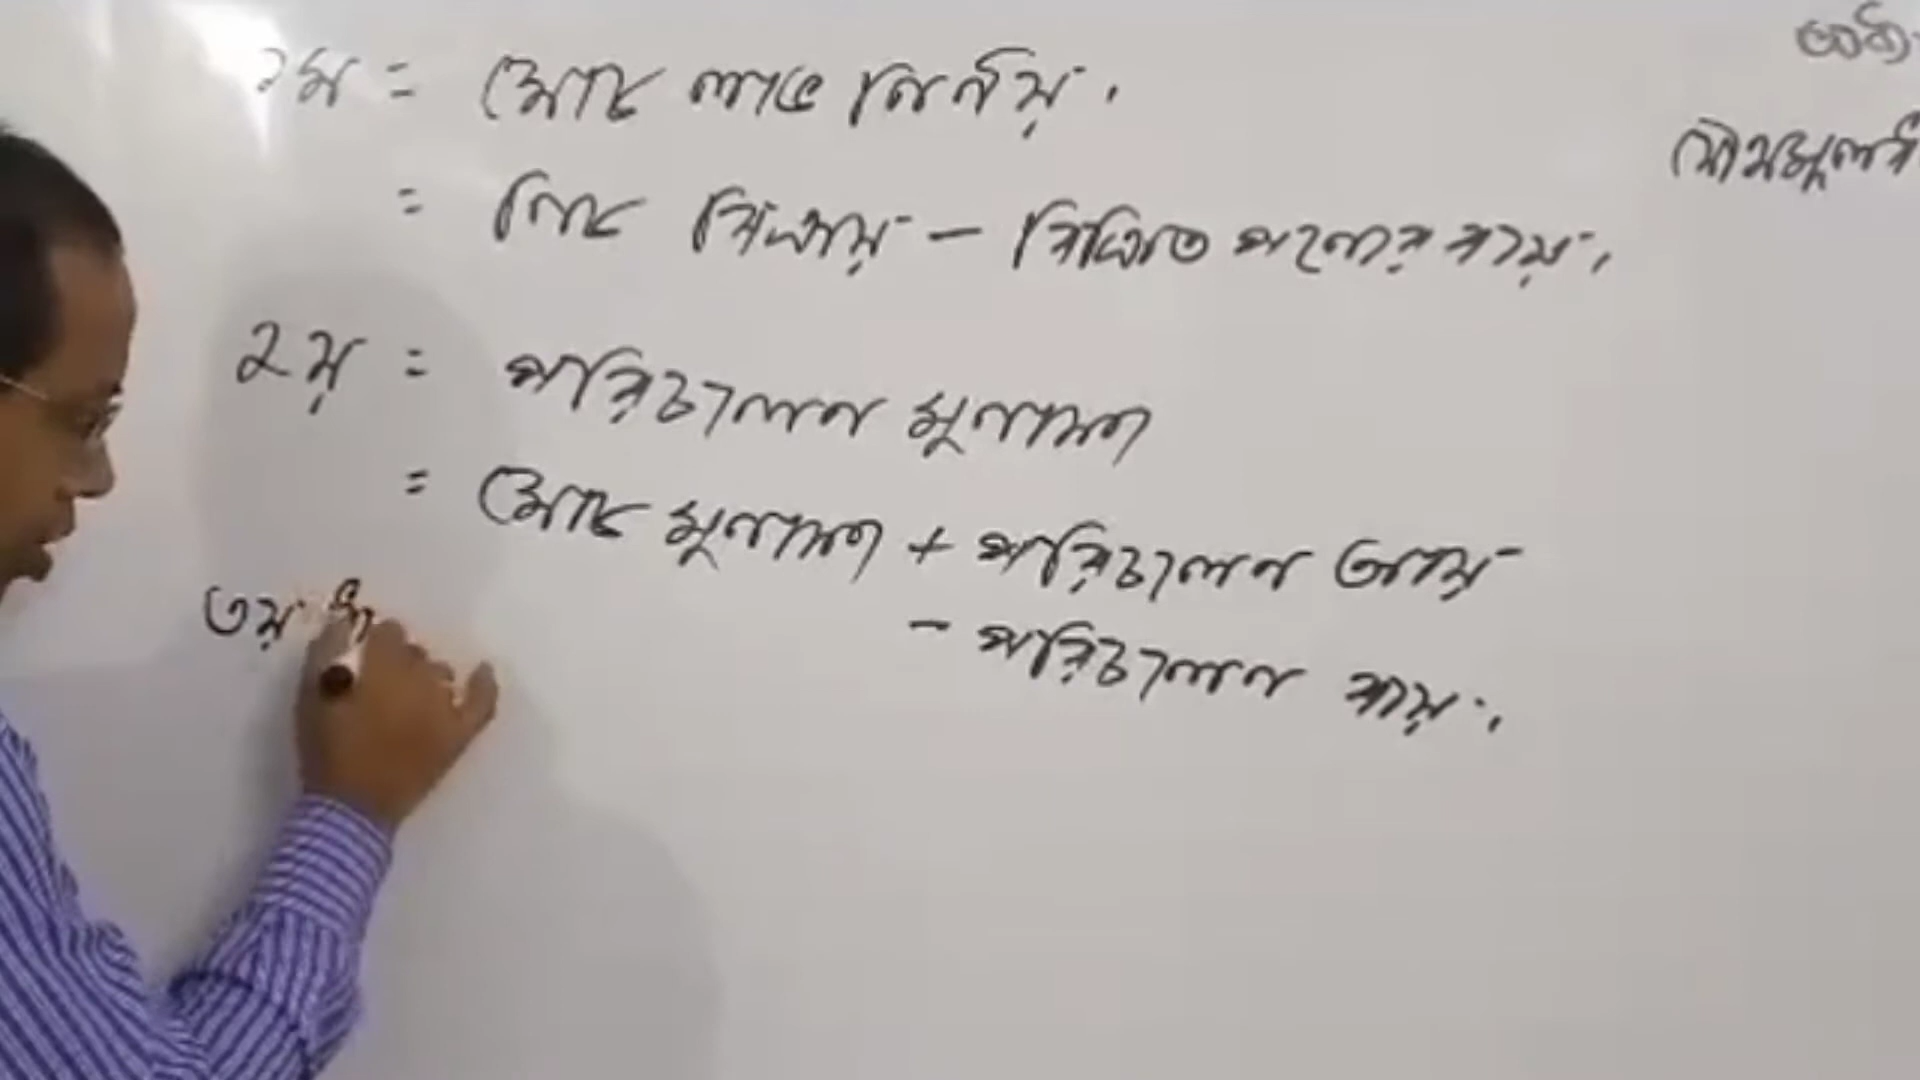 ১ম = মোট লাভ নির্ণয়.
= নিট বিক্রয় - বিক্রিত পণ্যের ব্যয়.
২য় = পরিচালন মুনাফা
= মোট মুনাফা + পরিচালন আয়
- পরিচালন ব্যয়.
৩য়